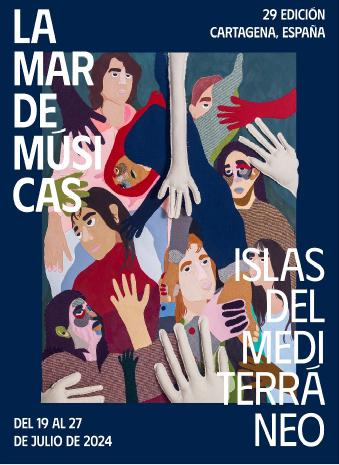 LA
MAR
DE
MÚSI
CAS
29 EDICIÓN
CARTAGENA, ESPAÑA
ISLAS
DEL
MEDI
TERRÁ
NEO
DEL 19 AL 27
DE JULIO DE 2024